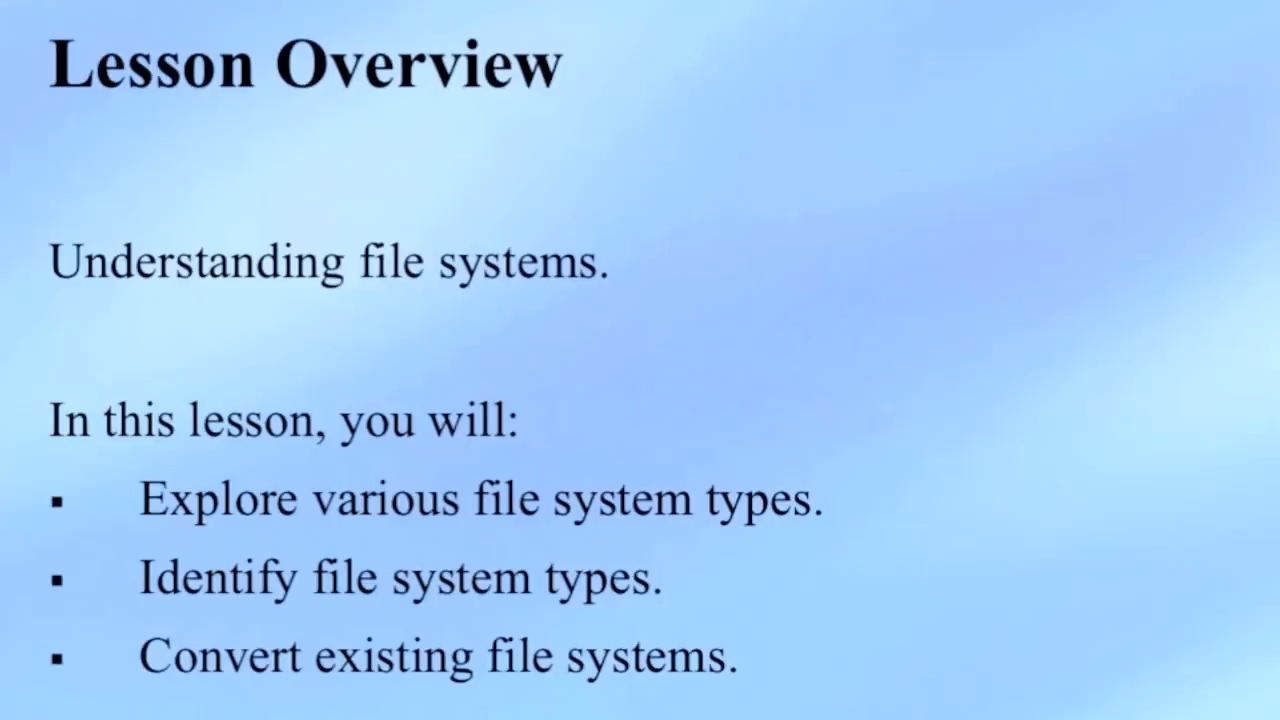 Lesson Overview
Understanding file systems.
In this lesson, you will:
▪ Explore various file system types.
▪ Identify file system types.
▪ Convert existing file systems.